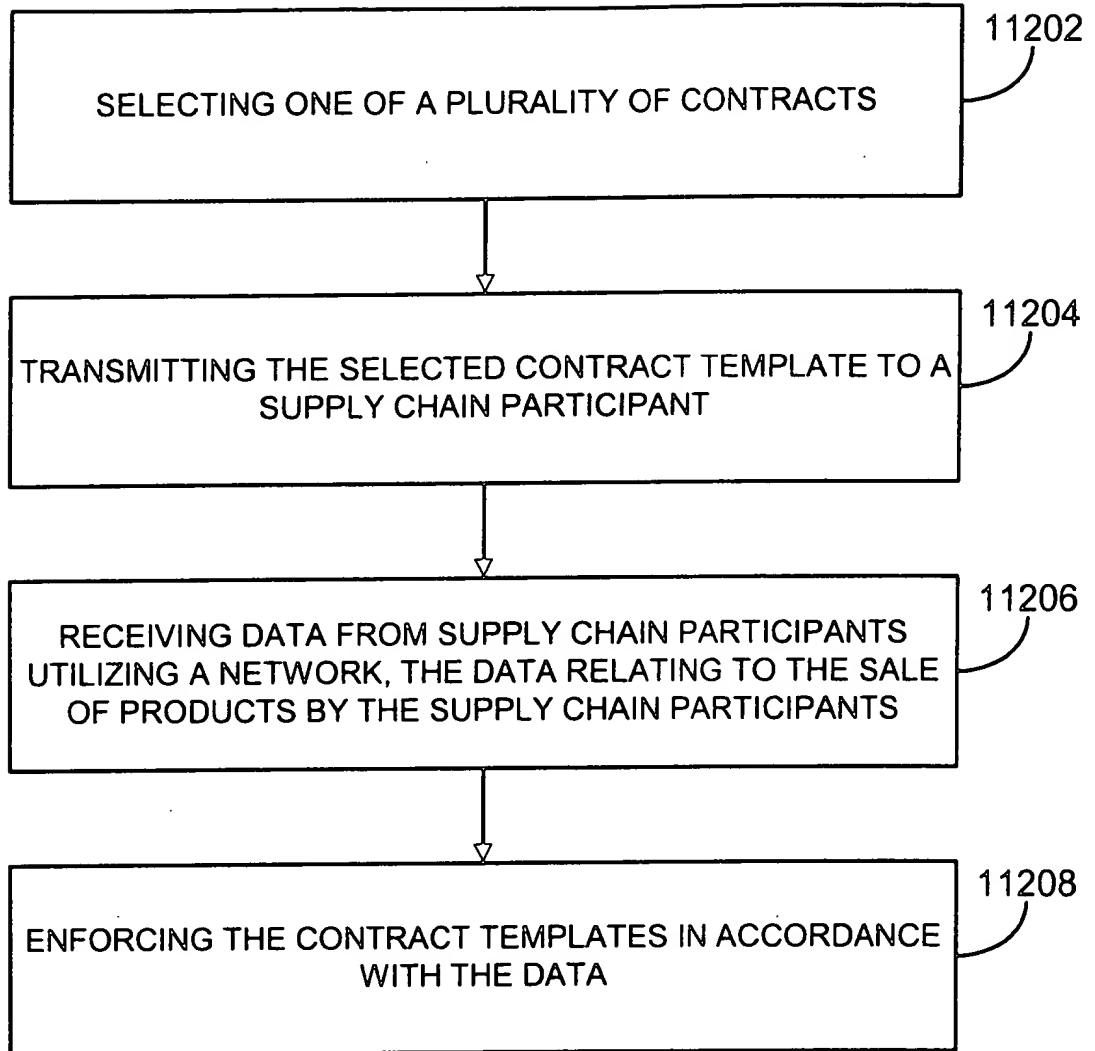 11202
SELECTING ONE OF A PLURALITY OF CONTRACTS
11204
TRANSMITTING THE SELECTED CONTRACT TEMPLATE TO A
SUPPLY CHAIN PARTICIPANT
11206
RECEIVING DATA FROM SUPPLY CHAIN PARTICIPANTS
UTILIZING A NETWORK, THE DATA RELATING TO THE SALE
OF PRODUCTS BY THE SUPPLY CHAIN PARTICIPANTS
11208
ENFORCING THE CONTRACT TEMPLATES IN ACCORDANCE
WITH THE DATA